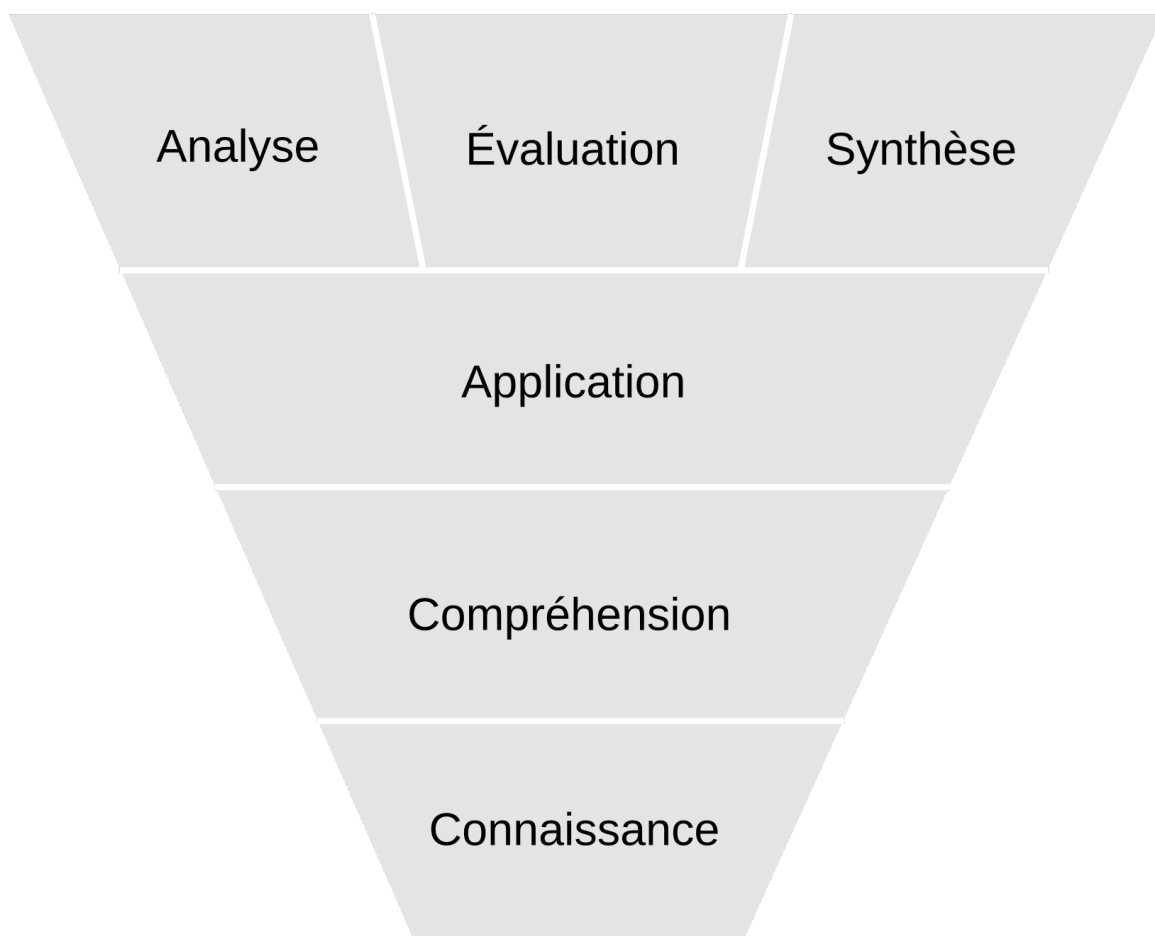 Analyse
Évaluation
Synthèse
Application
Compréhension
Connaissance